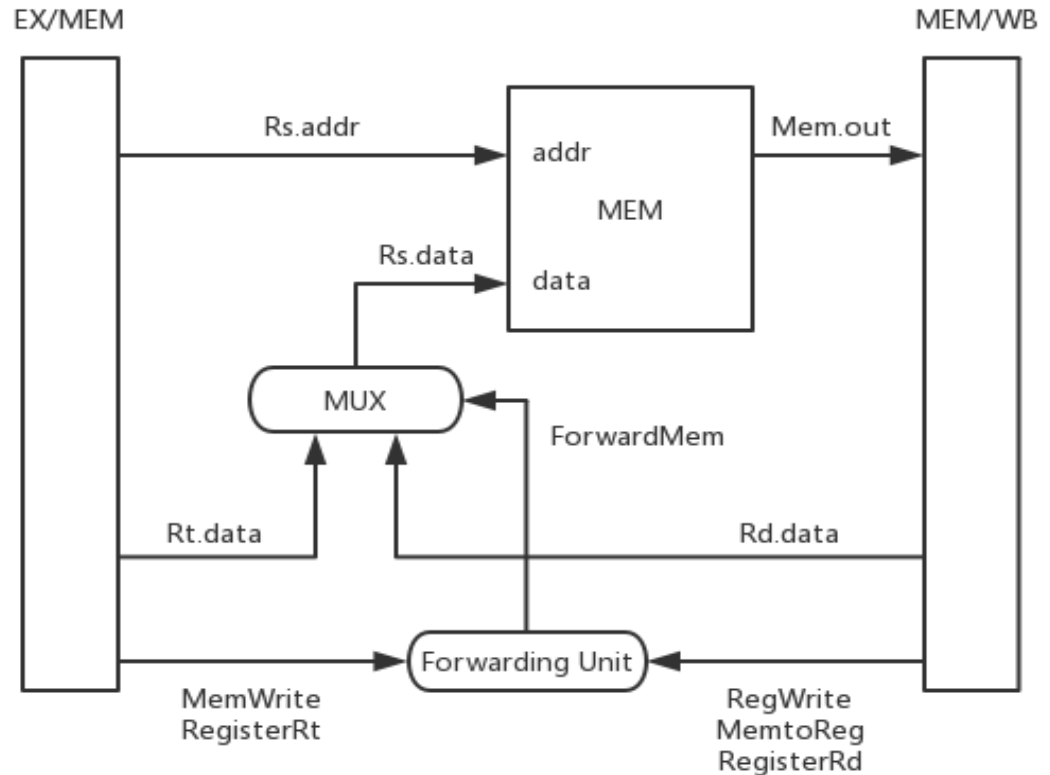 EX/MEM
MEM/WB
Rs.addr
Mem.out
addr
MEM
Rs.data
data
MUX
ForwardMem
Rt.data
Rd.data
Forwarding Unit
MemWrite
RegisterRt
RegWrite
MemtoReg
RegisterRd